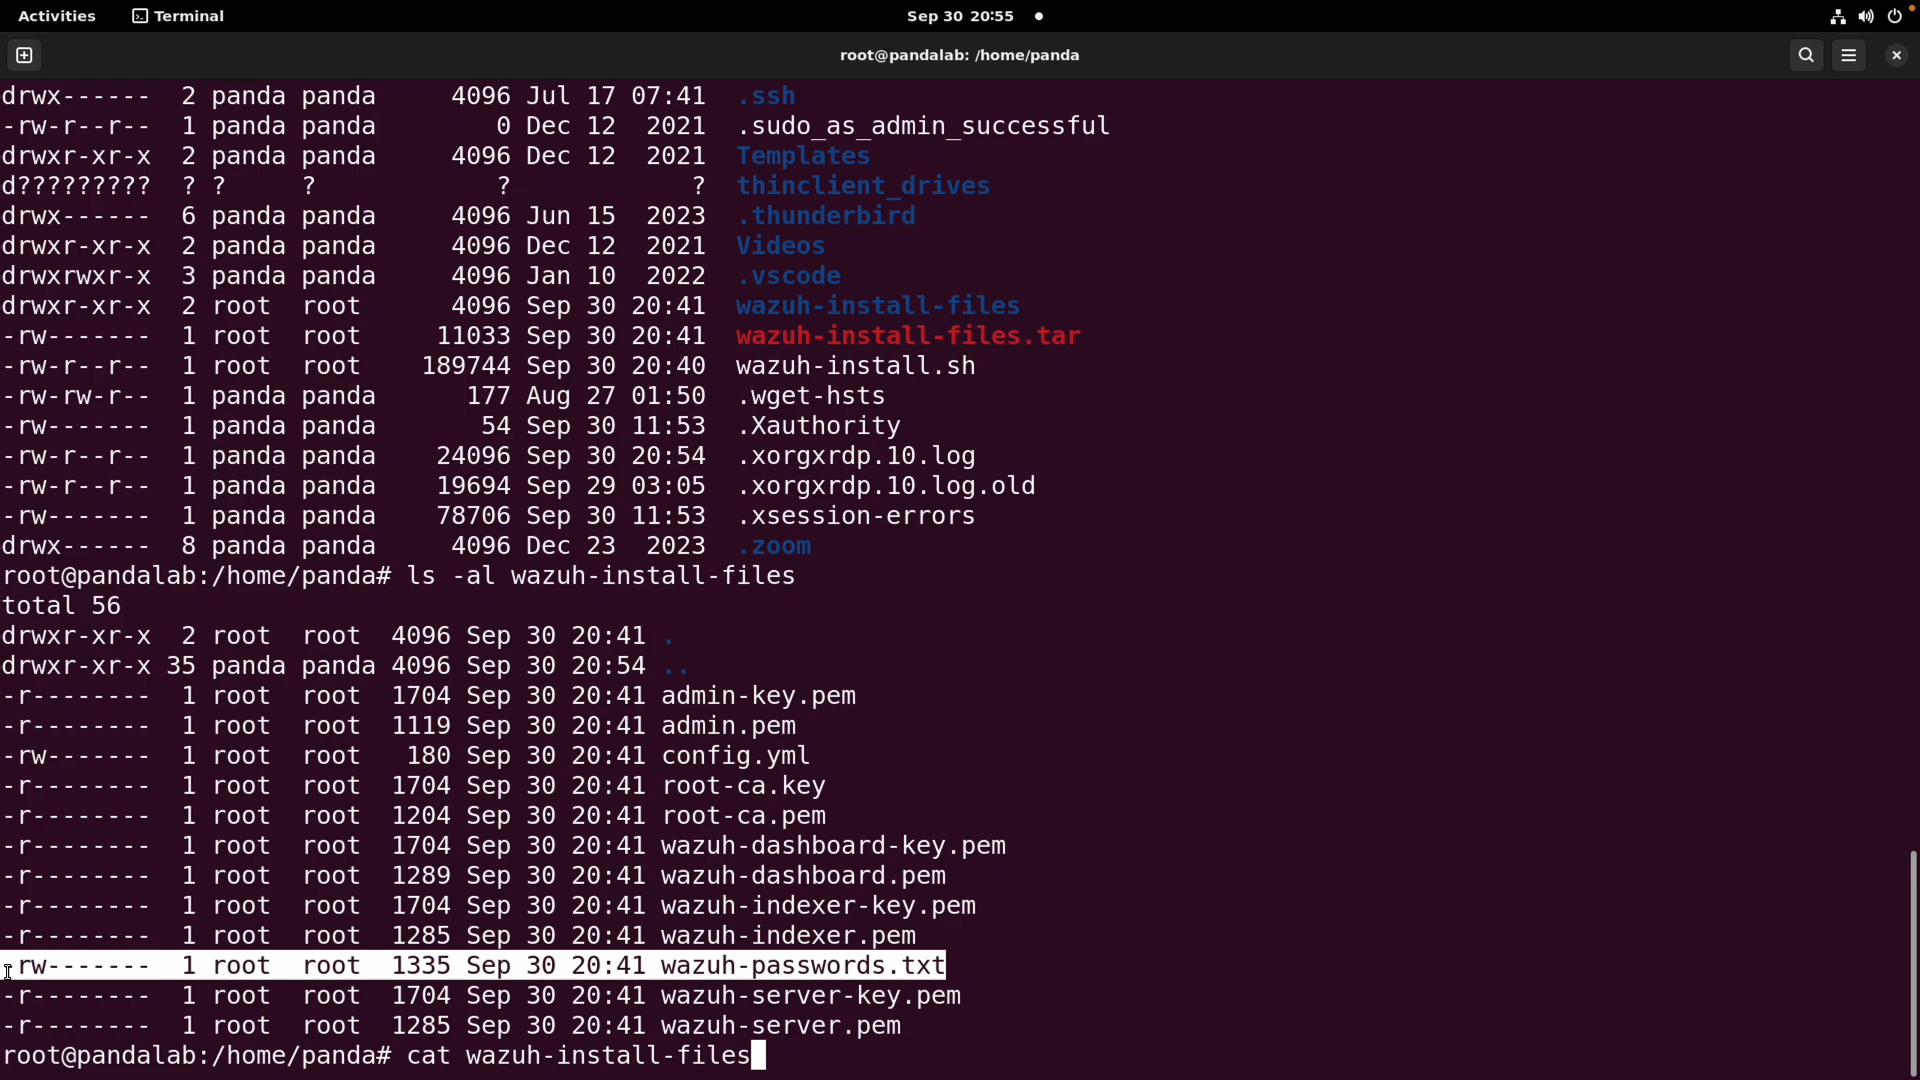 Activities Terminal Sep 30 20:55
root@pandalab: /home/panda
drwx------  2 panda panda     4096 Jul 17 07:41  .ssh
-rw-r--r--  1 panda panda        0 Dec 12  2021  .sudo_as_admin_successful
drwxr-xr-x  2 panda panda     4096 Dec 12  2021  Templates
d?????????  ? ?     ?            ?            ?  thinclient_drives
drwx------  6 panda panda     4096 Jun 15  2023  .thunderbird
drwxr-xr-x  2 panda panda     4096 Dec 12  2021  Videos
drwxrwxr-x  3 panda panda     4096 Jan 10  2022  .vscode
drwxr-xr-x  2 root  root      4096 Sep 30 20:41  wazuh-install-files
-rw-------  1 root  root     11033 Sep 30 20:41  wazuh-install-files.tar
-rw-r--r--  1 root  root    189744 Sep 30 20:40  wazuh-install.sh
-rw-rw-r--  1 panda panda      177 Aug 27 01:50  .wget-hsts
-rw-------  1 panda panda       54 Sep 30 11:53  .Xauthority
-rw-r--r--  1 panda panda    24096 Sep 30 20:54  .xorgxrdp.10.log
-rw-r--r--  1 panda panda    19694 Sep 29 03:05  .xorgxrdp.10.log.old
-rw-------  1 panda panda    78706 Sep 30 11:53  .xsession-errors
drwx------  8 panda panda     4096 Dec 23  2023  .zoom
root@pandalab:/home/panda# ls -al wazuh-install-files
total 56
drwxr-xr-x  2 root  root  4096 Sep 30 20:41 .
drwxr-xr-x 35 panda panda 4096 Sep 30 20:54 ..
-r--------  1 root  root  1704 Sep 30 20:41 admin-key.pem
-r--------  1 root  root  1119 Sep 30 20:41 admin.pem
-rw-------  1 root  root   180 Sep 30 20:41 config.yml
-r--------  1 root  root  1704 Sep 30 20:41 root-ca.key
-r--------  1 root  root  1204 Sep 30 20:41 root-ca.pem
-r--------  1 root  root  1704 Sep 30 20:41 wazuh-dashboard-key.pem
-r--------  1 root  root  1289 Sep 30 20:41 wazuh-dashboard.pem
-r--------  1 root  root  1704 Sep 30 20:41 wazuh-indexer-key.pem
-r--------  1 root  root  1285 Sep 30 20:41 wazuh-indexer.pem
-rw-------  1 root  root  1335 Sep 30 20:41 wazuh-passwords.txt
-r--------  1 root  root  1704 Sep 30 20:41 wazuh-server-key.pem
-r--------  1 root  root  1285 Sep 30 20:41 wazuh-server.pem
root@pandalab:/home/panda# cat wazuh-install-files